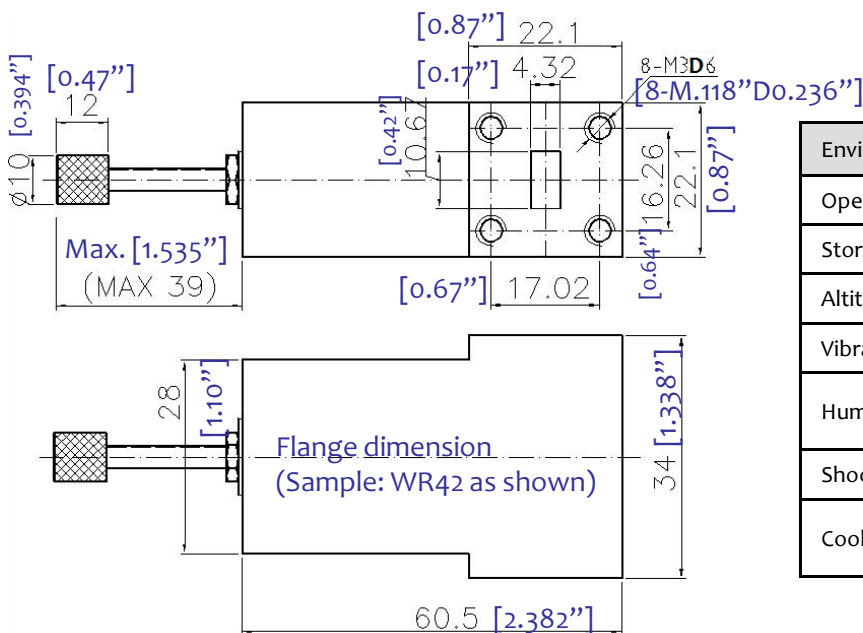 [0.87”] 22.1
[0.17”] 4.32
8-M3D6
[8-M.118”D0.236”]
[0.47”]
12
[0.394”]
ø10
[0.42”]
10.67
16.26
22.1
[0.87”]
[0.64”]
Max. [1.535”]
(MAX 39)
[0.67”] 17.02
28
[1.10”]
Flange dimension
(Sample: WR42 as shown)
34 [1.338”]
60.5 [2.382”]
Envi
Ope
Stor
Altit
Vibra
Hum
Shoc
Cool